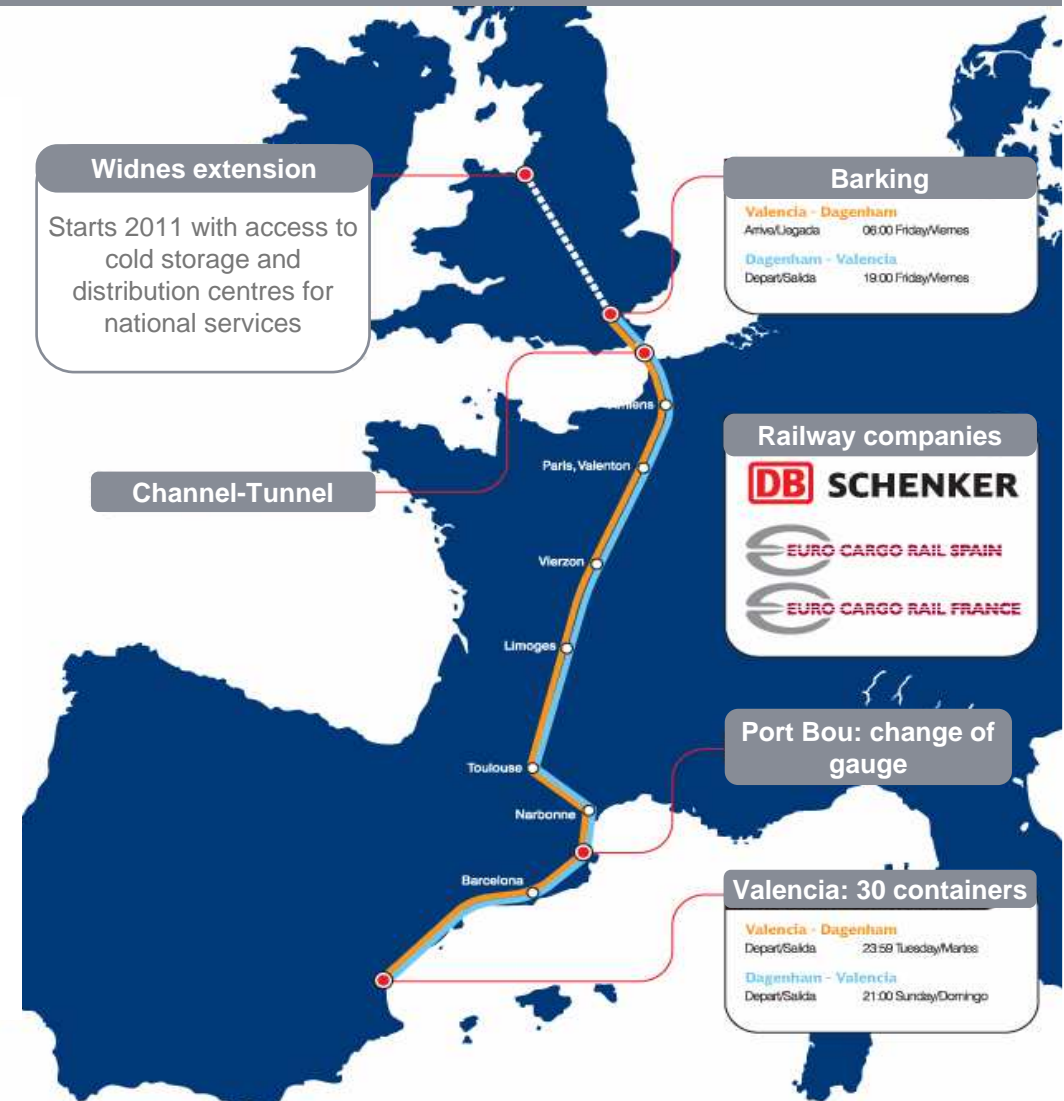 Widnes extension
Starts 2011 with access to
cold storage and
distribution centres for
national services
Barking
Valencia - Dagenham
Arrive/Llegada 06:00 Friday/Viernes
Dagenham - Valencia
Depart/Salida 19:00 Friday/Viernes
Channel-Tunnel
Paris, Valenton
Vierzon
Limoges
Toulouse
Narbonne
Barcelona
Railway companies
DB SCHENKER
EURO CARGO RAIL SPAIN
EURO CARGO RAIL FRANCE
Port Bou: change of
gauge
Valencia: 30 containers
Valencia - Dagenham
Depart/Salida 23:59 Tuesday/Martes
Dagenham - Valencia
Depart/Salida 21:00 Sunday/Domingo